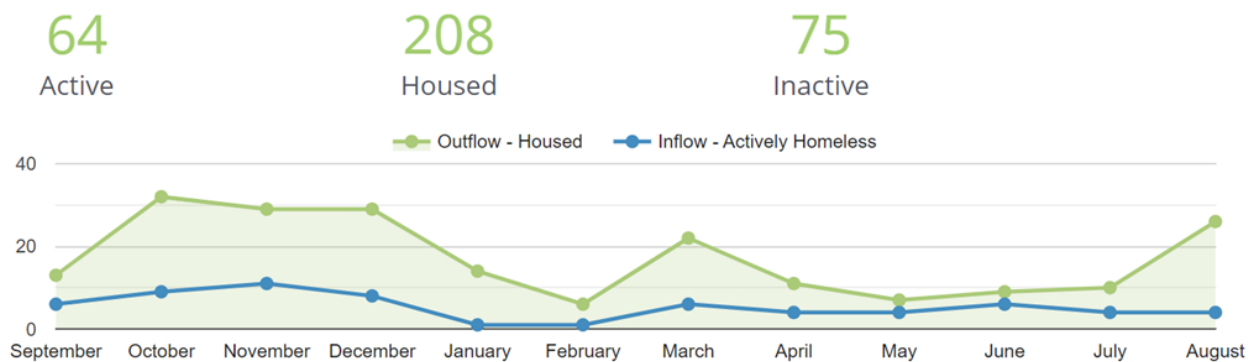 64 208 75
Active Housed Inactive
Outflow - Housed Inflow - Actively Homeless
40
20
0
September October November December January February March April May June July August